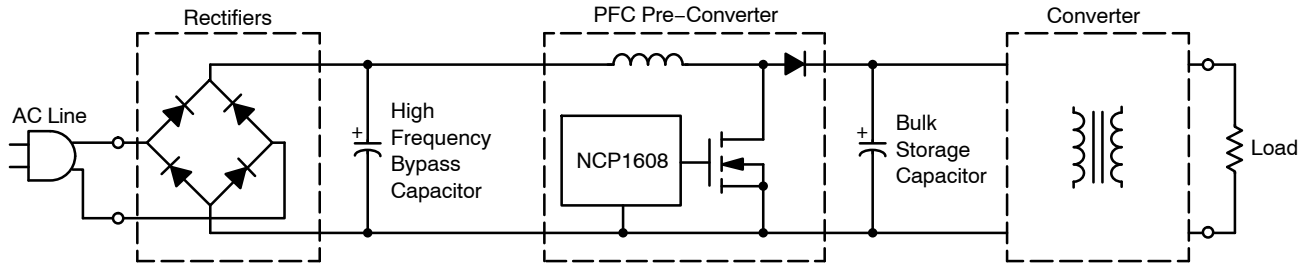 Rectifiers
PFC Pre−Converter
Converter
AC Line
High
Frequency
Bypass
Capacitor
+
NCP1608
+
Bulk
Storage
Capacitor
Load